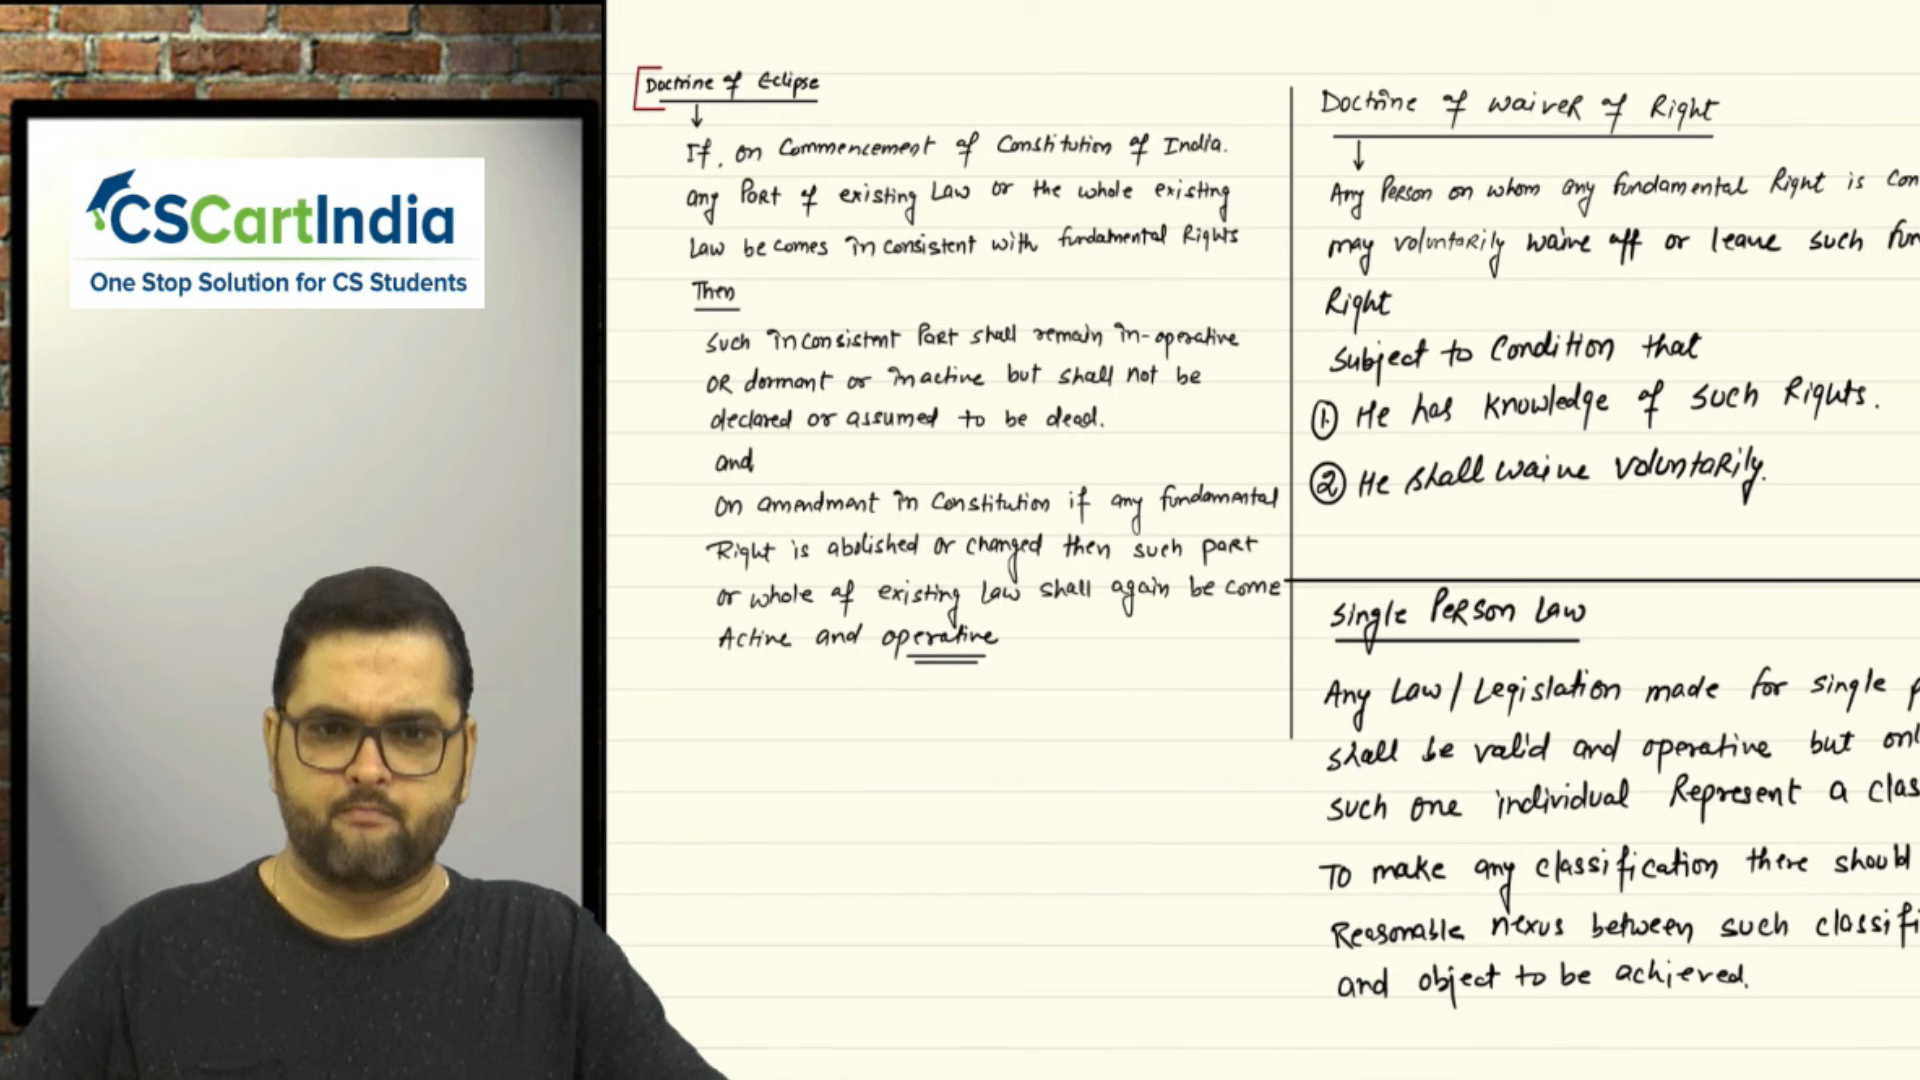 CSCartIndia
One Stop Solution for CS Students
Doctrine of Eclipse
If, on Commencement of Constitution of India.
any Part of existing Law or the whole existing
Law becomes inconsistent with fundamental Rights
Then
Such inconsistent Part shall remain in-operative
OR dormant or inactive but shall not be
declared or assumed to be dead.
and
On amendment in Constitution if any fundamental
Right is abolished or changed then such part
or whole of existing Law shall again become
Active and operative
Doctrine of waiver of Right
Any Person on whom any fundamental Right is con
may voluntarily waive off or leave such fun
Right
subject to Condition that
1. He has knowledge of such Rights.
2 He shall waive voluntarily.
Single Person Law
Any Law/Legislation made for single p
shall be valid and operative but onl
such one individual Represent a clas
To make any classification there should
Reasonable nexus between such classifi
and object to be achieved.